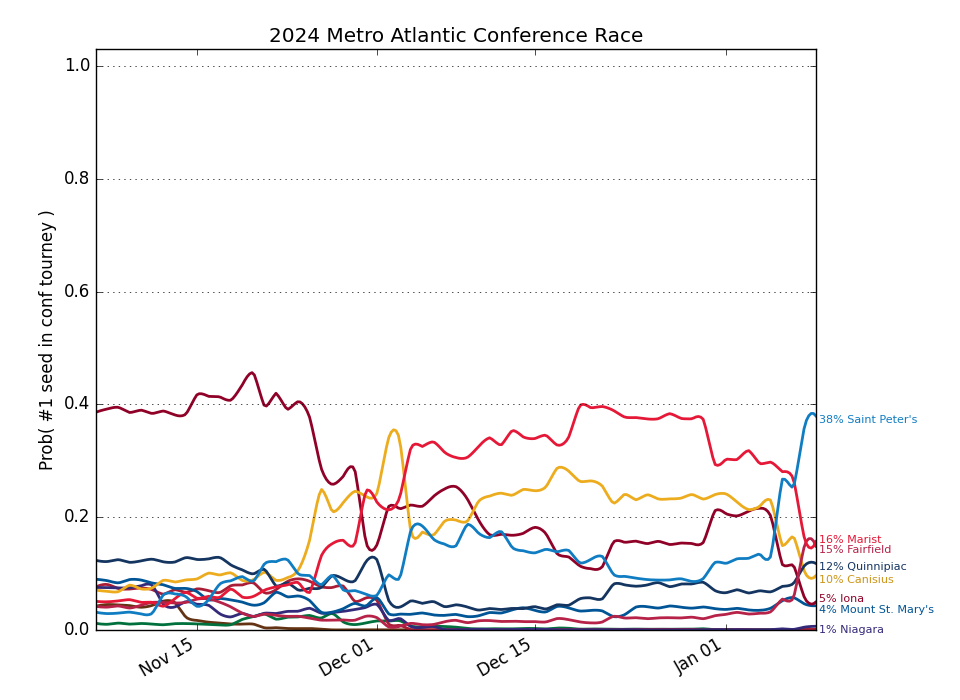 2024 Metro Atlantic Conference Race
Prob( #1 seed in conf tourney )
1.0
0.8
0.6
0.4
0.2
0.0
Nov 15
Dec 01
Dec 15
Jan 01
38% Saint Peter's
16% Marist
15% Fairfield
12% Quinnipiac
10% Canisius
5% Iona
4% Mount St. Mary's
1% Niagara